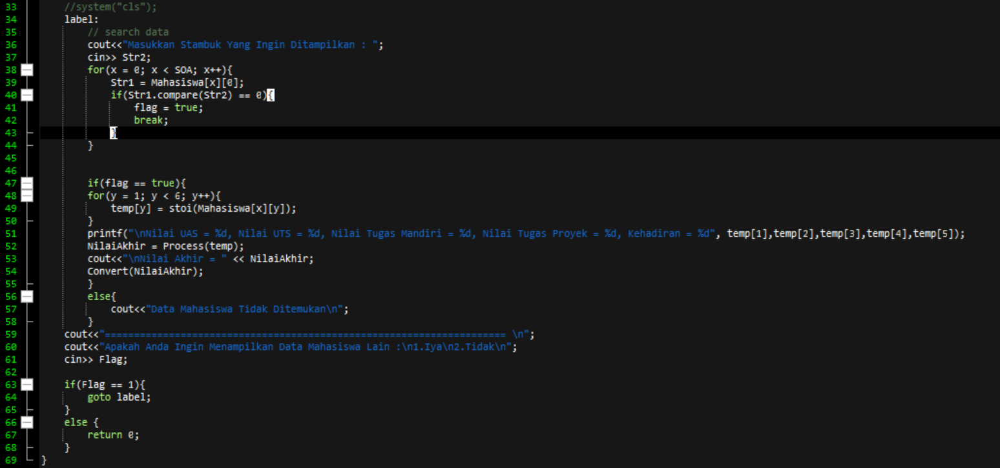 33 //system("cls");
34 label:
35 // search data
36 cout<<"Masukkan Stambuk Yang Ingin Ditampilkan : ";
37 cin>> Str2;
38 for(x = 0; x < SOA; x++){
39 Str1 = Mahasiswa[x][0];
40 if(Str1.compare(Str2) == 0){
41 flag = true;
42 break;
43 }
44 }
45
46
47 if(flag == true){
48 for(y = 1; y < 6; y++){
49 temp[y] = stoi(Mahasiswa[x][y]);
50 }
51 printf("\nNilai UAS = %d, Nilai UTS = %d, Nilai Tugas Mandiri = %d, Nilai Tugas Proyek = %d, Kehadiran = %d", temp[1],temp[2],temp[3],temp[4],temp[5]);
52 NilaiAkhir = Process(temp);
53 cout<<"\nNilai Akhir = " << NilaiAkhir;
54 Convert(NilaiAkhir);
55 }
56 else{
57 cout<<"Data Mahasiswa Tidak Ditemukan\n";
58 }
59 cout<<"===================================================================== \n";
60 cout<<"Apakah Anda Ingin Menampilkan Data Mahasiswa Lain :\n1.Iya\n2.Tidak\n";
61 cin>> Flag;
62
63 if(Flag == 1){
64 goto label;
65 }
66 else {
67 return 0;
68 }
69 }